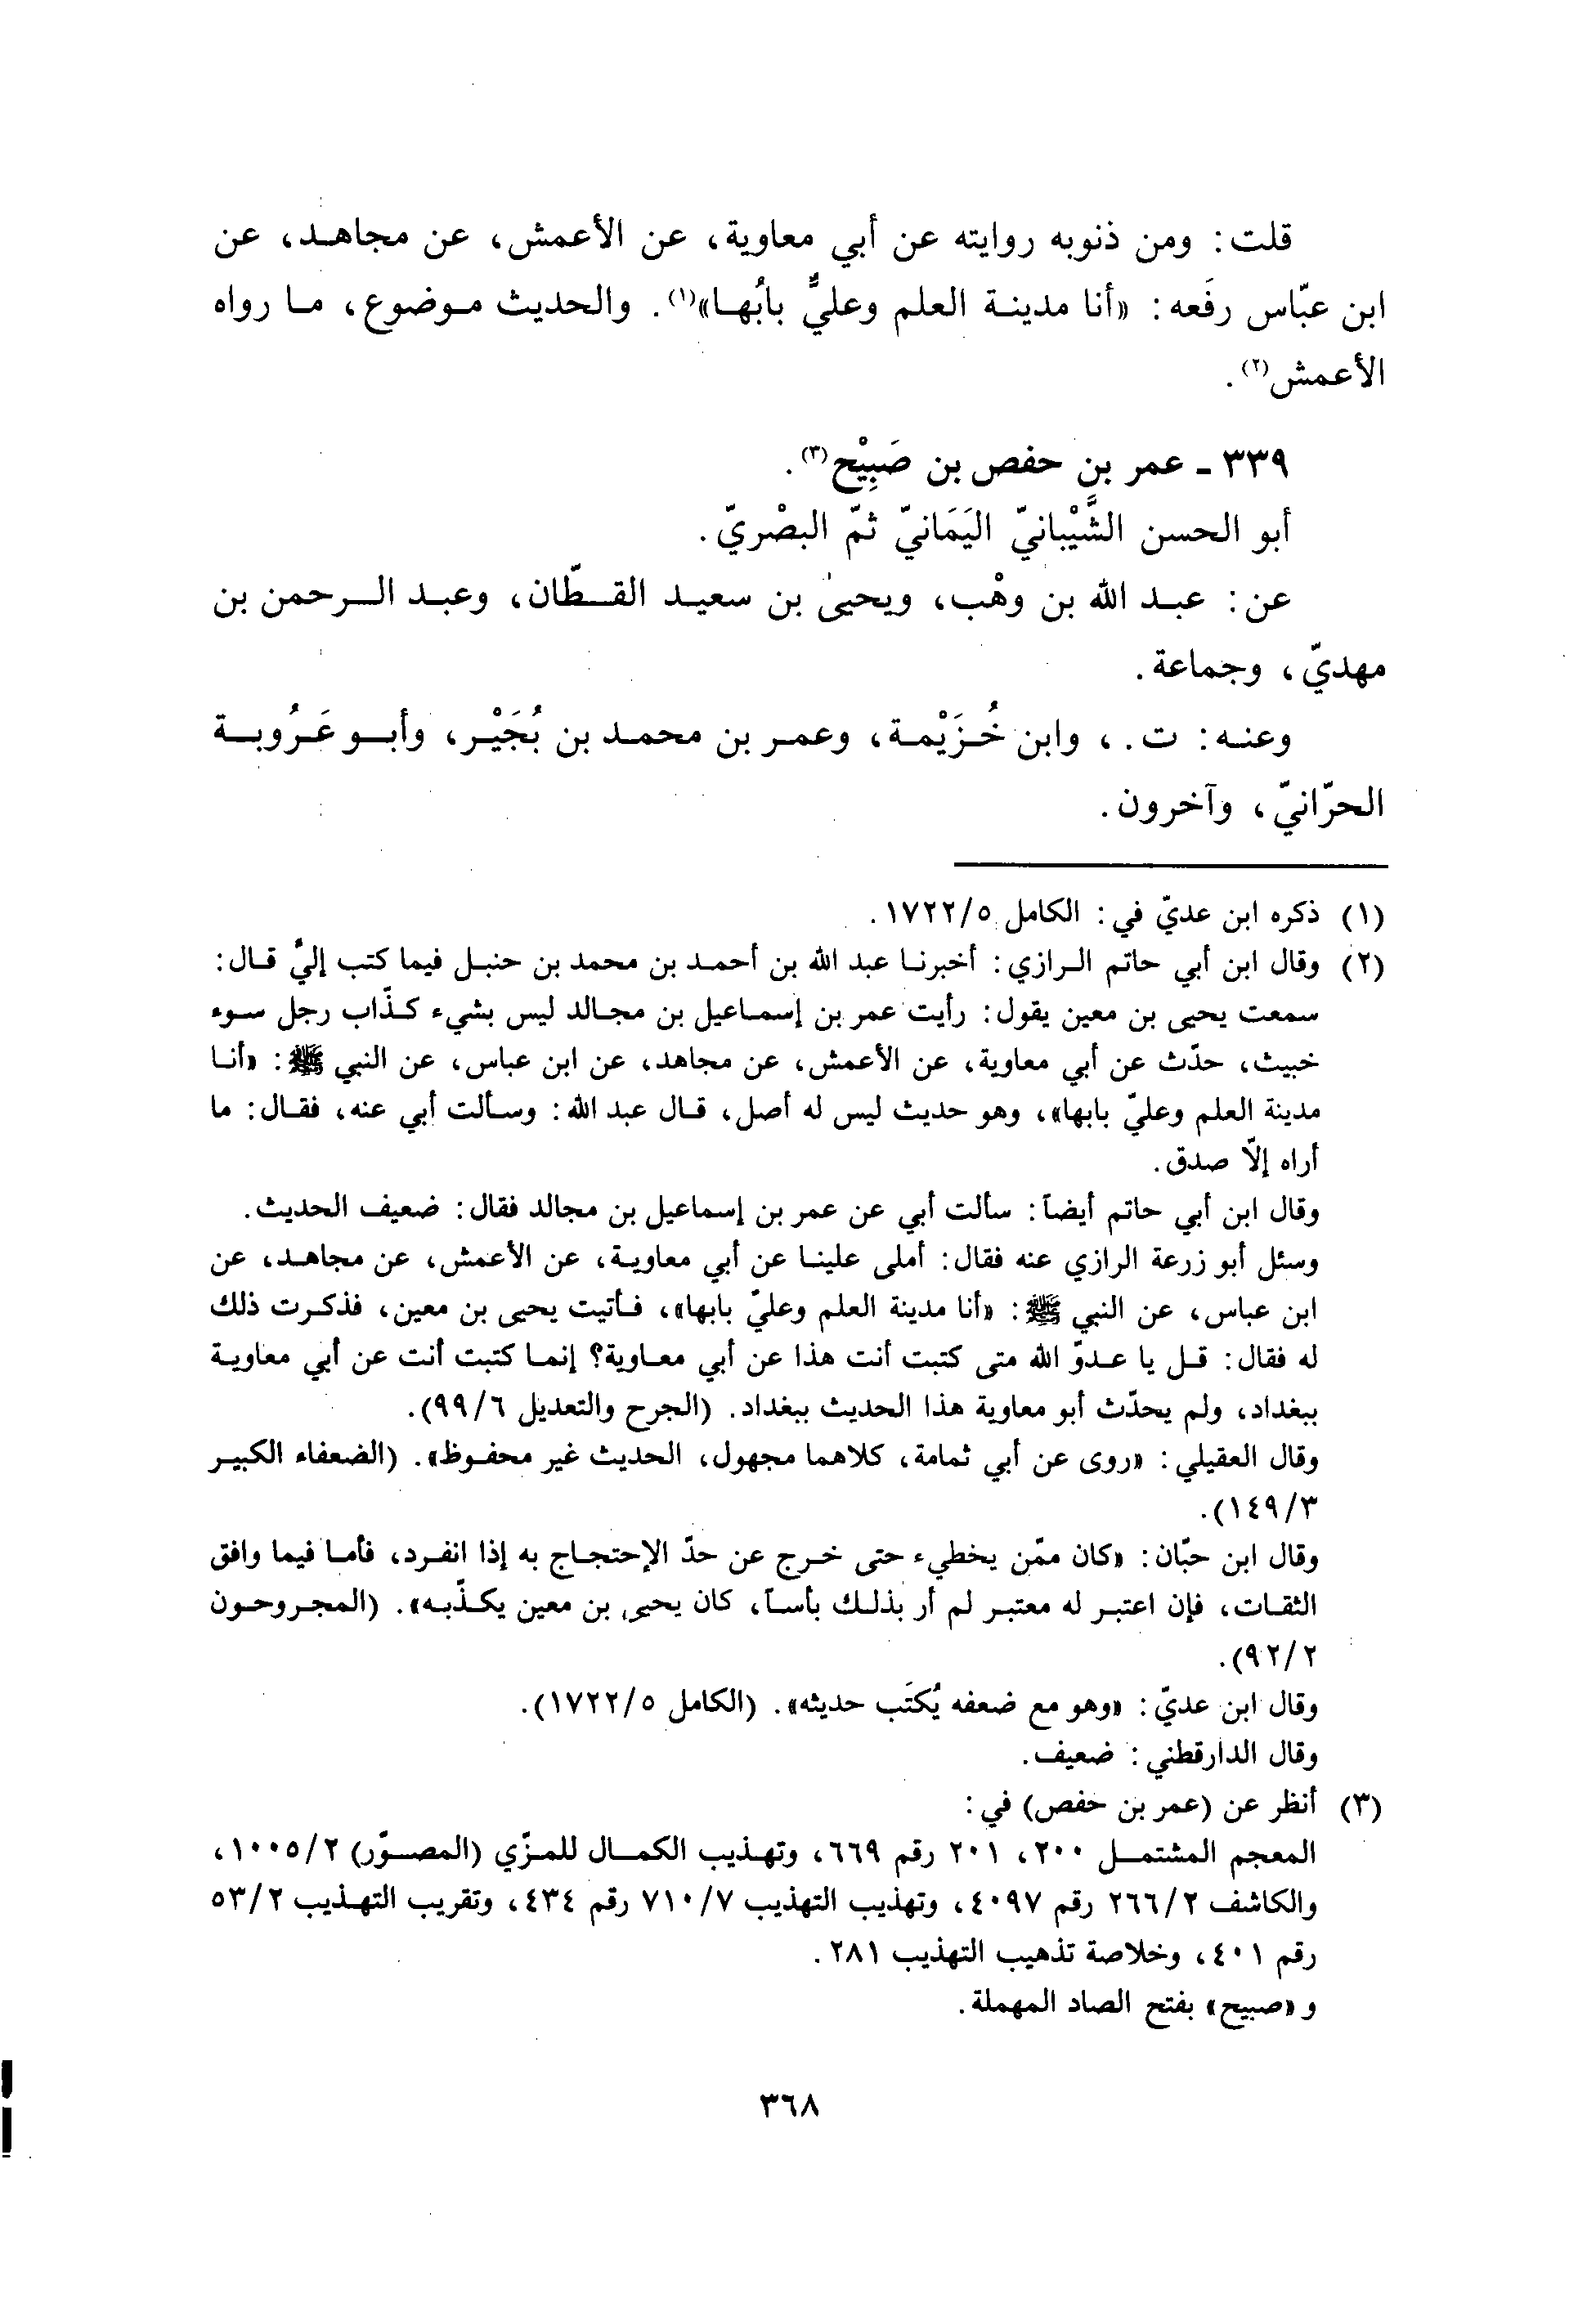 قلت: ومن ذنوبه روايته عن أبي معاوية، عن الأعمش، عن مجاهد، عن
ابن عبّاس رفَعه: «أنا مدينة العلم وعليٌّ بابُها»(١). والحديث موضوع، ما رواه
الأعمش(٢).
٣٣٩ ـ عمر بن حفص بن صَبِيْح(٣).
أبو الحسن الشَّيْبانيّ اليَمَانيّ ثمّ البصْريّ.
عن: عبد الله بن وهْب، ويحيىٰ بن سعيد القطّان، وعبد الرحمن بن
مهديّ، وجماعة.
وعنه: ت.، وابن خُزَيْمة، وعمر بن محمد بن بُجَيْر، وأبو عَرُوبة
الحرّانيّ، وآخرون.
(١) ذكره ابن عديّ في: الكامل ١٧٢٢/٥.
(٢) وقال ابن أبي حاتم الرازي: أخبرنا عبد الله بن أحمد بن محمد بن حنبل فيما كتب إليّ قال:
سمعت يحيى بن معين يقول: رأيت عمر بن إسماعيل بن مجالد ليس بشيء كذّاب رجل سوء
خبيث، حدّث عن أبي معاوية، عن الأعمش، عن مجاهد، عن ابن عباس، عن النبي ﷺ: «أنا
مدينة العلم وعليّ بابها»، وهو حديث ليس له أصل، قال عبد الله: وسألت أبي عنه، فقال: ما
أراه إلّا صدق.
وقال ابن أبي حاتم أيضاً: سألت أبي عن عمر بن إسماعيل بن مجالد فقال: ضعيف الحديث.
وسئل أبو زرعة الرازي عنه فقال: أملى علينا عن أبي معاوية، عن الأعمش، عن مجاهد، عن
ابن عباس، عن النبي ﷺ: «أنا مدينة العلم وعليّ بابها»، فأتيت يحيى بن معين، فذكرت ذلك
له فقال: قل يا عدوّ الله متى كتبت أنت هذا عن أبي معاوية؟ إنما كتبت أنت عن أبي معاوية
ببغداد، ولم يحدّث أبو معاوية هذا الحديث ببغداد. (الجرح والتعديل ٩٩/٦).
وقال العقيلي: «روى عن أبي ثمامة، كلاهما مجهول، الحديث غير محفوظ». (الضعفاء الكبير
١٤٩/٣).
وقال ابن حبّان: «كان ممّن يخطيء حتى خرج عن حدّ الإحتجاج به إذا انفرد، فأما فيما وافق
الثقات، فإن اعتبر له معتبر لم أر بذلك بأساً، كان يحيى بن معين يكذّبه». (المجروحون
٩٢/٢).
وقال ابن عديّ: «وهو مع ضعفه يُكتَب حديثه». (الكامل ١٧٢٢/٥).
وقال الدارقطني: ضعيف.
(٣) أنظر عن (عمر بن حفص) في:
المعجم المشتمل ٢٠٠، ٢٠١ رقم ٦٦٩، وتهذيب الكمال للمزّي (المصوّر) ١٠٠٥/٢،
والكاشف ٢٦٦/٢ رقم ٤٠٩٧، وتهذيب التهذيب ٧١٠/٧ رقم ٤٣٤، وتقريب التهذيب ٥٣/٢
رقم ٤٠١، وخلاصة تذهيب التهذيب ٢٨١.
و«صبيح» بفتح الصاد المهملة.
٣٦٨